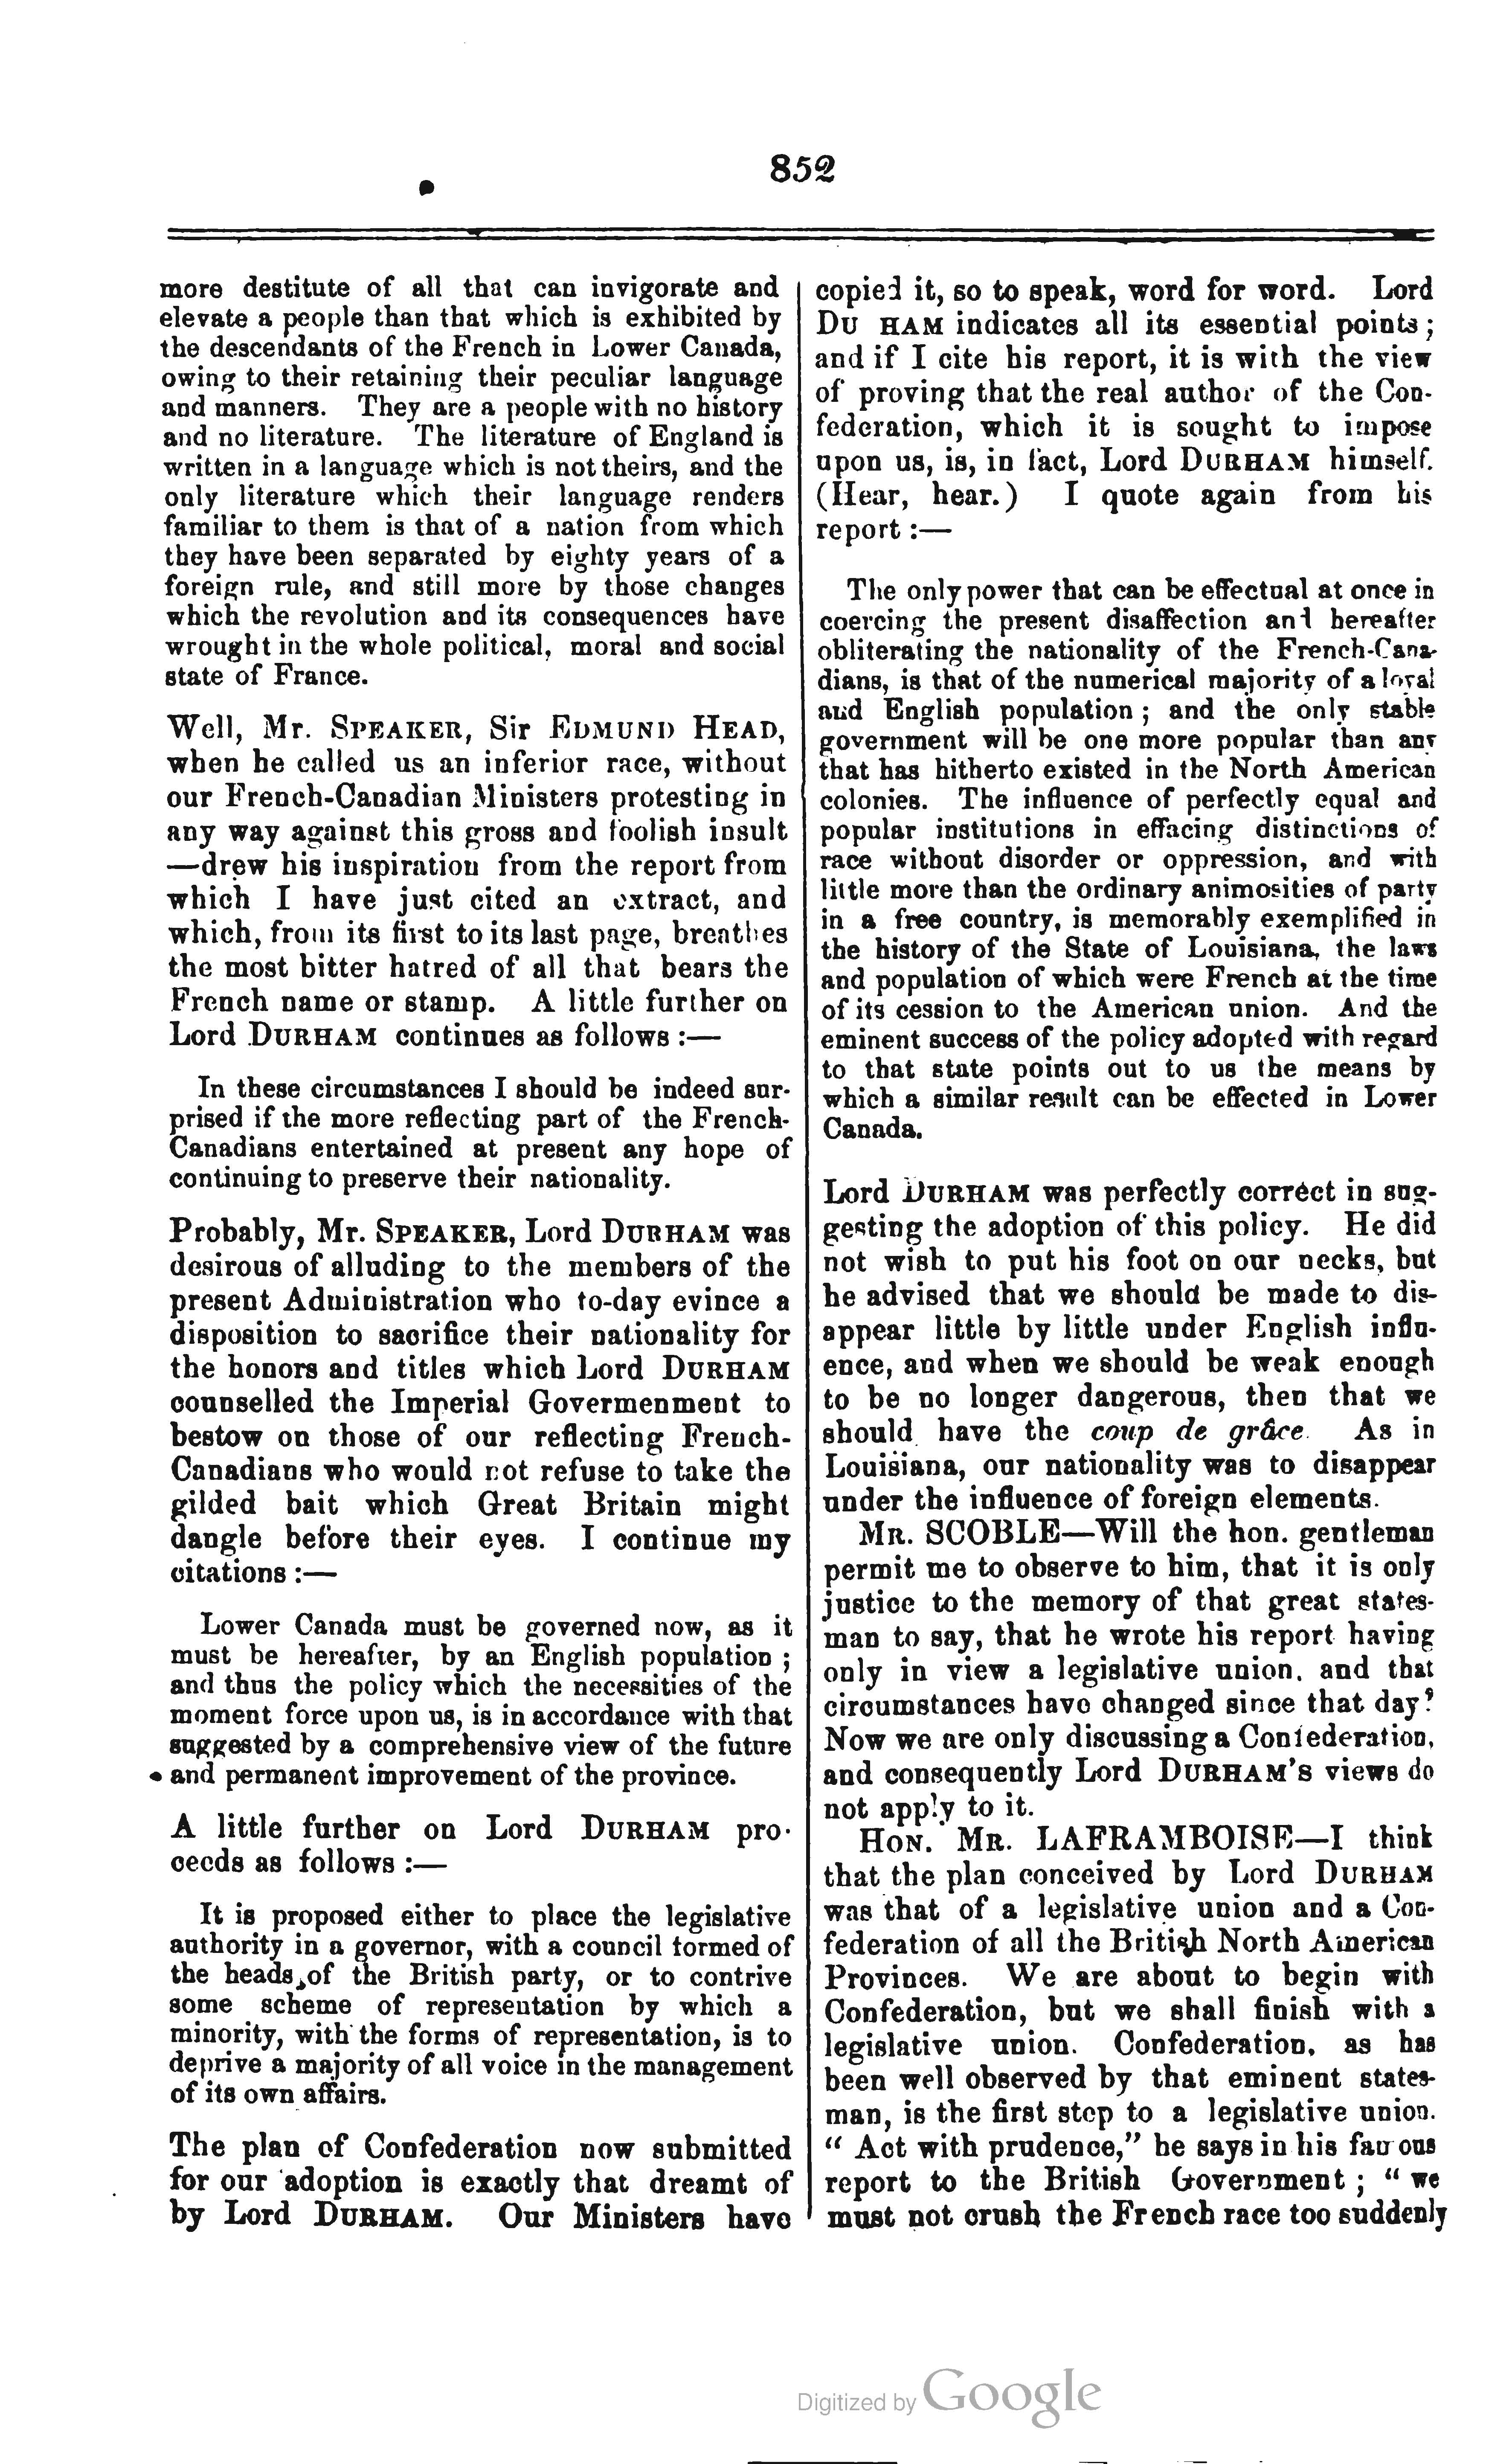 852
more destitute of all that can invigorate and
elevate a people than that which is exhibited by
the descendants of the French in Lower Canada,
owing to their retaining their peculiar language
and manners. They are a people with no history
and no literature. The literature of England is
written in a language which is not theirs, and the
only literature which their language renders
familiar to them is that of a nation from which
they have been separated by eighty years of a
foreign rule, and still more by those changes
which the revolution and its consequences have
wrought in the whole political, moral and social
state of France.
Well, Mr. SPEAKER, Sir EDMUND HEAD,
when he called us an inferior race, without
our French-Canadian Ministers protesting in
any way against this gross and foolish insult
—drew his inspiration from the report from
which I have just cited an extract, and
which, from its first to its last page, breathes
the most bitter hatred of all that bears the
French name or stamp. A little further on
Lord DURHAM continues as follows :—
In these circumstances I should be indeed sur-
prised if the more reflecting part of the French-
Canadians entertained at present any hope of
continuing to preserve their nationality.
Probably, Mr. SPEAKER, Lord DURHAM was
desirous of alluding to the members of the
present Administration who to-day evince a
disposition to sacrifice their nationality for
the honors and titles which Lord DURHAM
counselled the Imperial Govermenment to
bestow on those of our reflecting French-
Canadians who would not refuse to take the
gilded bait which Great Britain might
dangle before their eyes. I continue my
citations :—
Lower Canada must be governed now, as it
must be hereafter, by an English population ;
and thus the policy which the necessities of the
moment force upon us, is in accordance with that
suggested by a comprehensive view of the future
and permanent improvement of the province.
A little further on Lord DURHAM pro-
ceeds as follows :—
It is proposed either to place the legislative
authority in a governor, with a council formed of
the heads of the British party, or to contrive
some scheme of representation by which a
minority, with the forms of representation, is to
deprive a majority of all voice in the management
of its own affairs.
The plan of Confederation now submitted
for our adoption is exactly that dreamt of
by Lord DURHAM. Our Ministers have
copied it, so to speak, word for word. Lord
DU HAM indicates all its essential points ;
and if I cite his report, it is with the view
of proving that the real author of the Con-
federation, which it is sought to impose
upon us, is, in fact, Lord DURHAM himself.
(Hear, hear.) I quote again from his
report :—
The only power that can be effectual at once in
coercing the present disaffection and hereafter
obliterating the nationality of the French-Cana-
dians, is that of the numerical majority of a loyal
and English population ; and the only stable
government will be one more popular than any
that has hitherto existed in the North American
colonies. The influence of perfectly equal and
popular institutions in effacing distinctions of
race without disorder or oppression, and with
little more than the ordinary animosities of party
in a free country, is memorably exemplified in
the history of the State of Louisiana, the laws
and population of which were French at the time
of its cession to the American union. And the
eminent success of the policy adopted with regard
to that state points out to us the means by
which a similar result can be effected in Lower
Canada.
Lord DURHAM was perfectly correct in sug-
gesting the adoption of this policy. He did
not wish to put his foot on our necks, but
he advised that we should be made to dis-
appear little by little under English influ-
ence, and when we should be weak enough
to be no longer dangerous, then that we
should have the coup de grâce. As in
Louisiana, our nationality was to disappear
under the influence of foreign elements.
MR. SCOBLE—Will the hon. gentleman
permit me to observe to him, that it is only
justice to the memory of that great states-
man to say, that he wrote his report having
only in view a legislative union, and that
circumstances have changed since that day?
Now we are only discussing a Confederation,
and consequently Lord DURHAM'S views do
not apply to it.
HON. MR. LAFRAMBOISE—I think
that the plan conceived by Lord DURHAM
was that of a legislative union and a Con-
federation of all the British North American
Provinces. We are about to begin with
Confederation, but we shall finish with a
legislative union. Confederation, as has
been well observed by that eminent states-
man, is the first step to a legislative union.
“ Act with prudence,” he says in his famous
report to the British Government ; “ we
must not crush the French race too suddenly
Digitized by Google